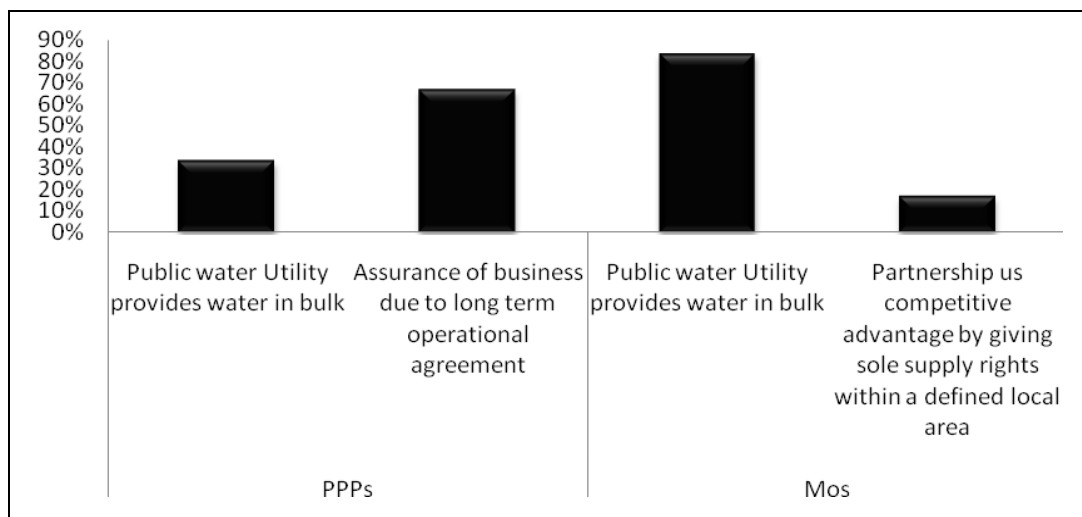 90%
80%
70%
60%
50%
40%
30%
20%
10%
0%
Public water Utility
provides water in bulk
Assurance of business
due to long term
operational
agreement
Public water Utility
provides water in bulk
Partnership us
competitive
advantage by giving
sole supply rights
within a defined local
area
PPPs
Mos